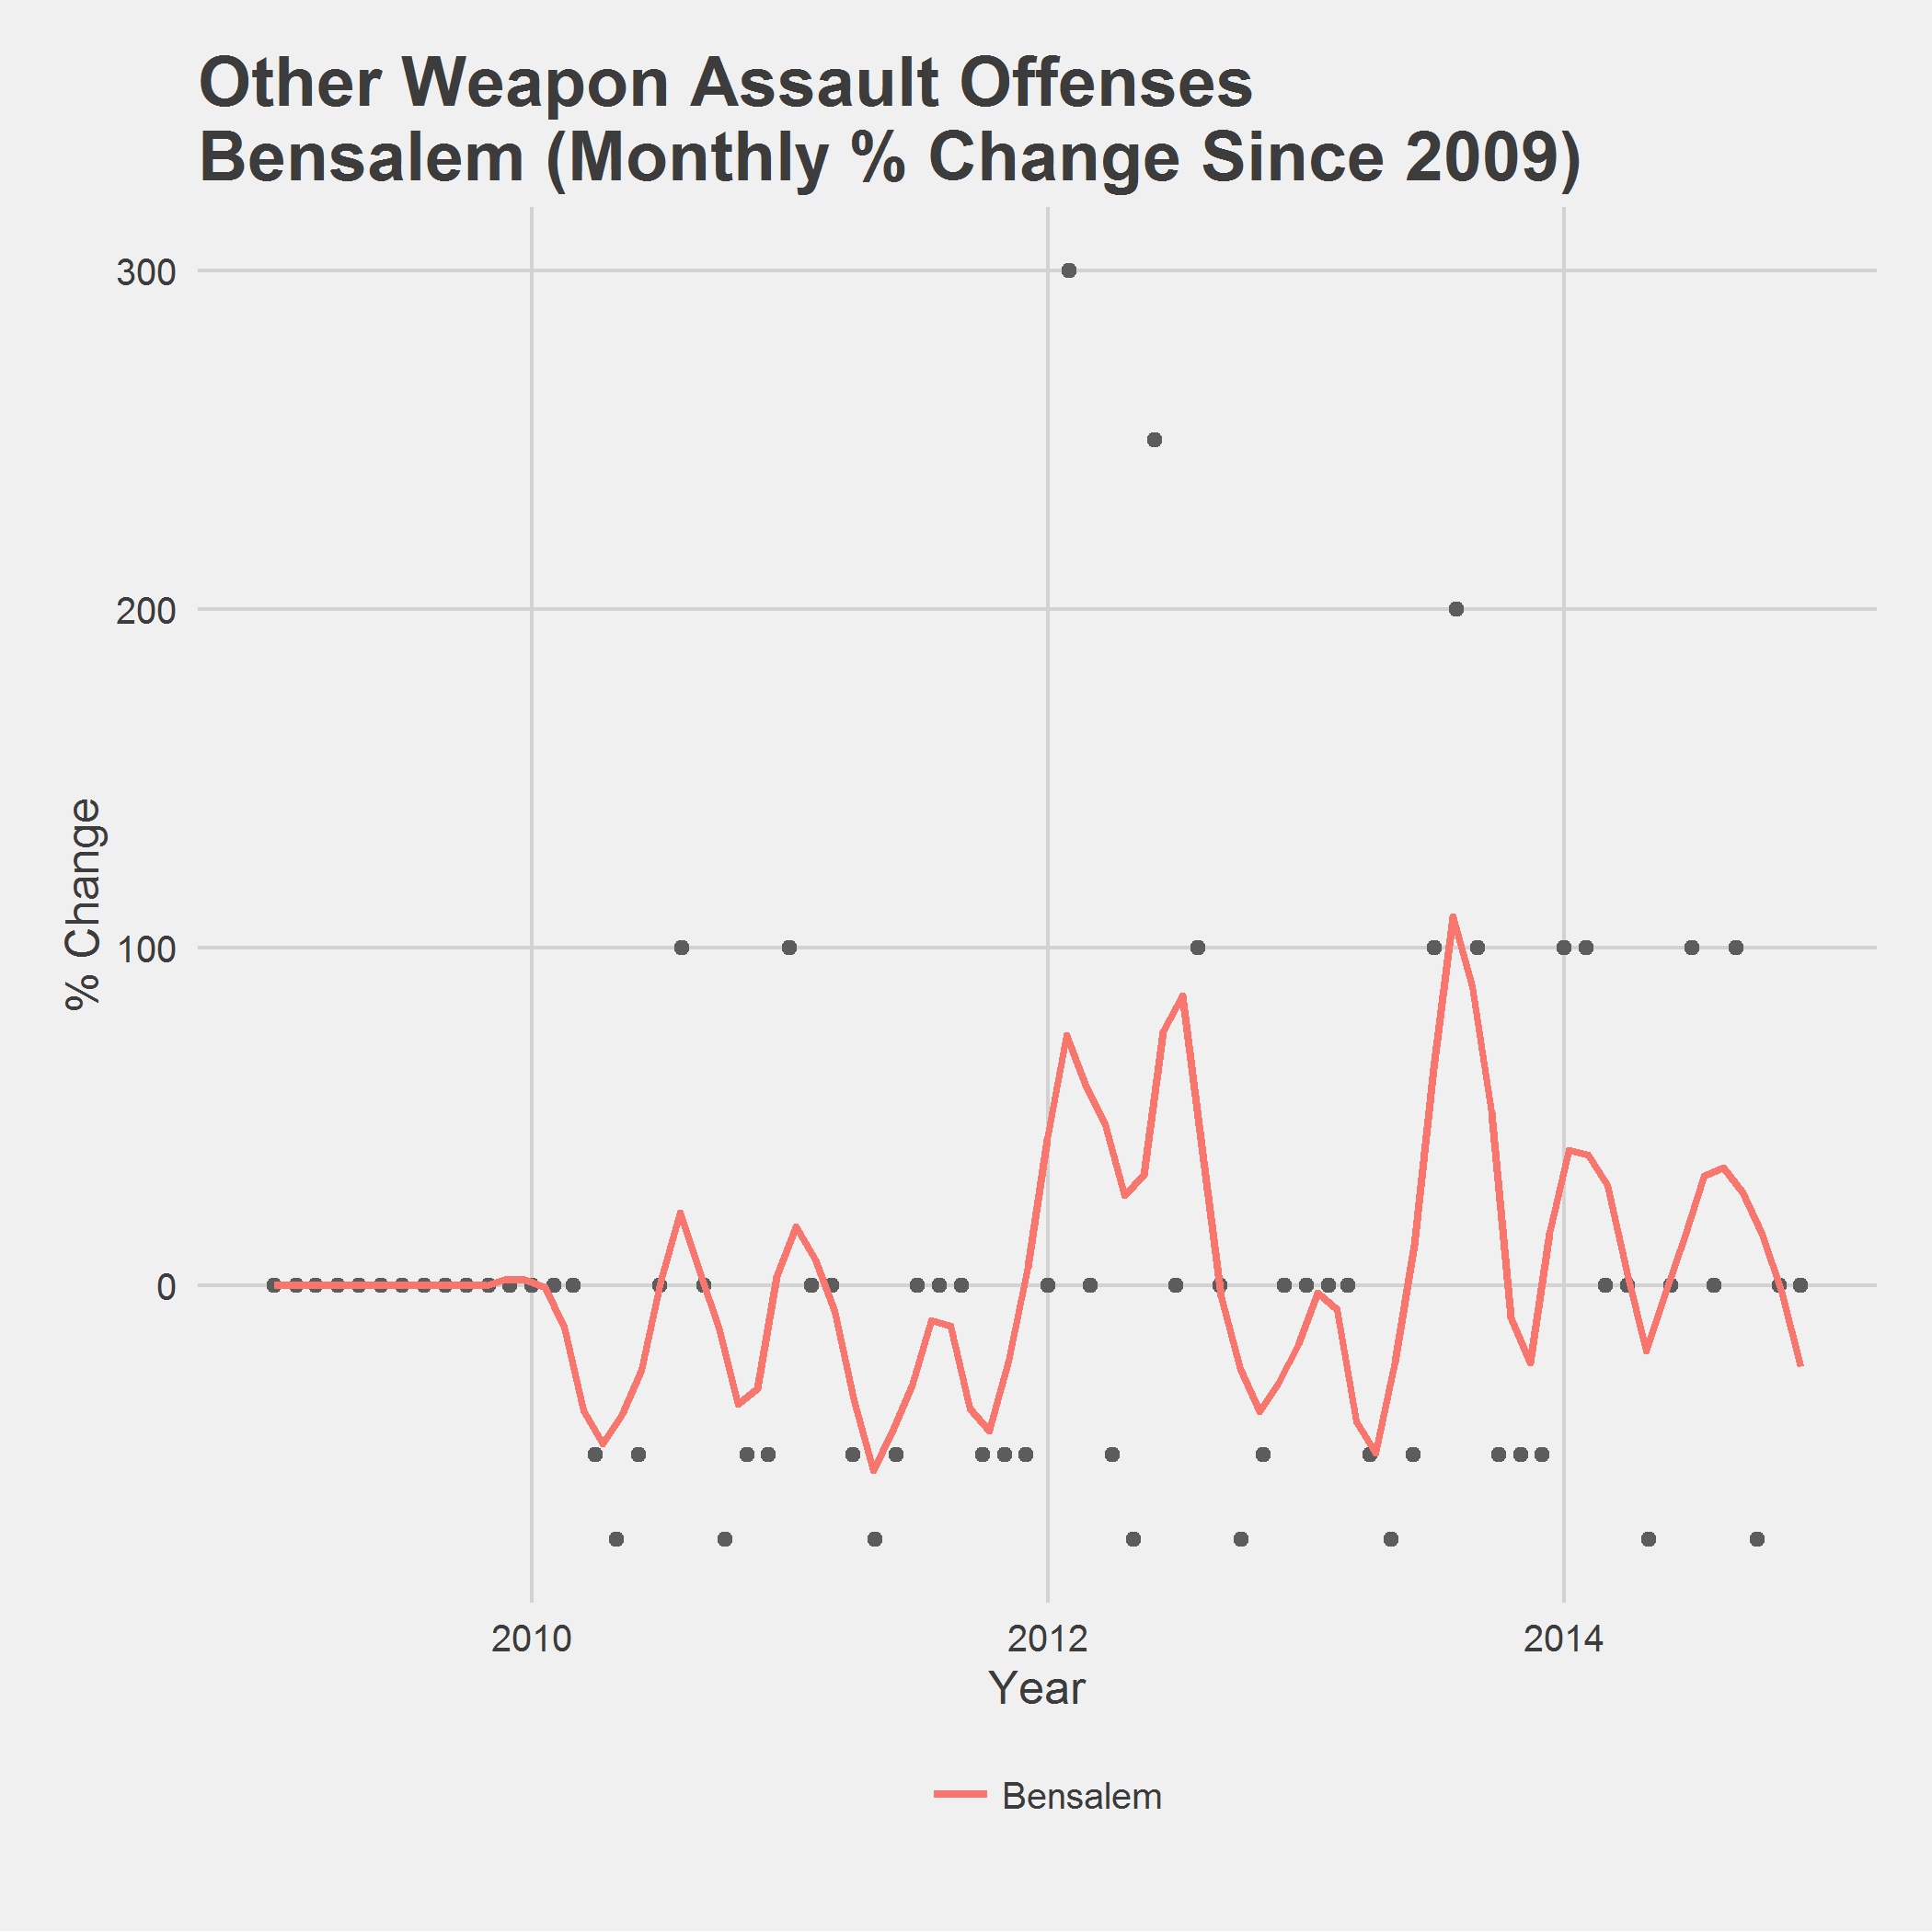 Other Weapon Assault Offenses
Bensalem (Monthly % Change Since 2009)
300
200
100
0
% Change
2010 2012 2014
Year
Bensalem